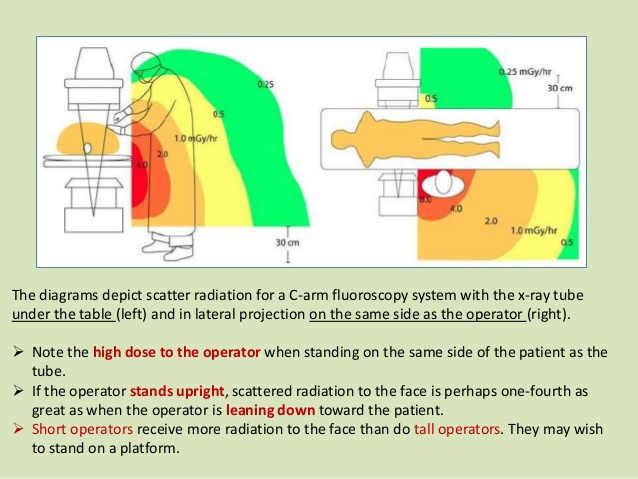 0.25
0.5
1.0 mGy/hr
2.0
4.0
30 cm
0.25 mGy/hr
30 cm
0.5
8.0
4.0
2.0
1.0 mGy/hr
0.5
The diagrams depict scatter radiation for a C-arm fluoroscopy system with the x-ray tube
under the table (left) and in lateral projection on the same side as the operator (right).
➢ Note the high dose to the operator when standing on the same side of the patient as the
tube.
➢ If the operator stands upright, scattered radiation to the face is perhaps one-fourth as
great as when the operator is leaning down toward the patient.
➢ Short operators receive more radiation to the face than do tall operators. They may wish
to stand on a platform.